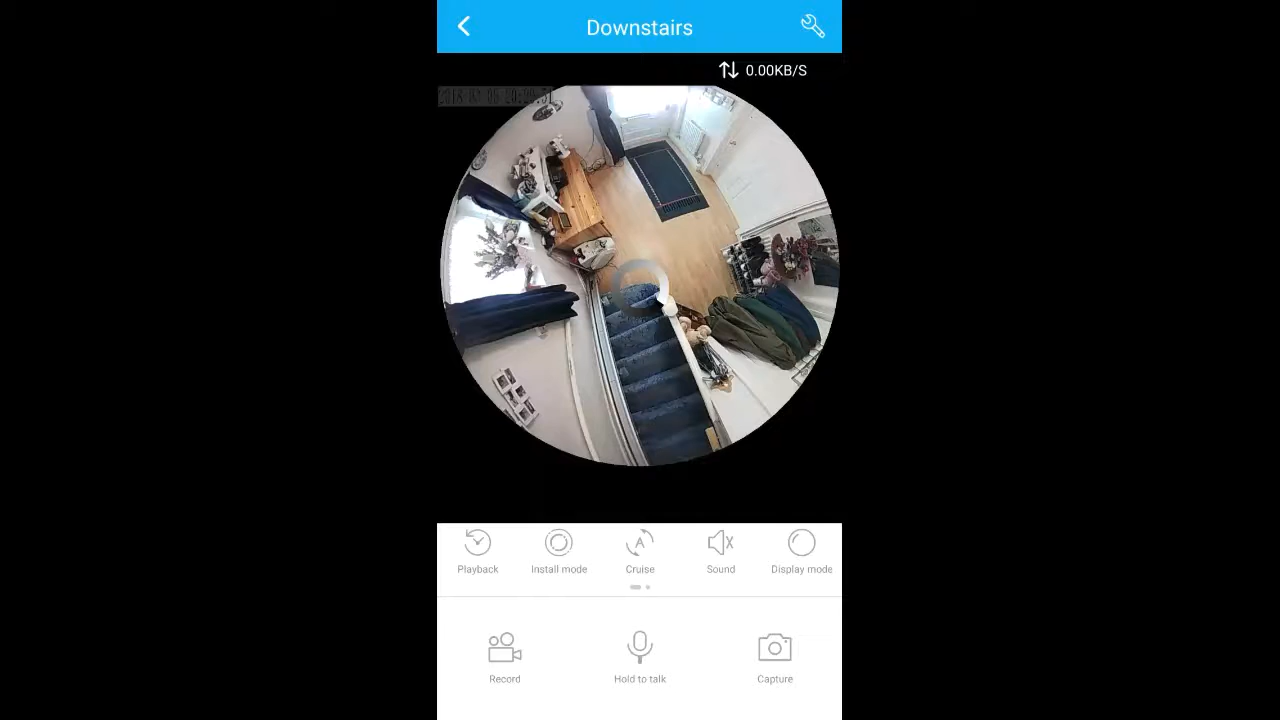 Downstairs
0.00KB/S
Playback
Install mode
Cruise
Sound
Display mode
Record
Hold to talk
Capture